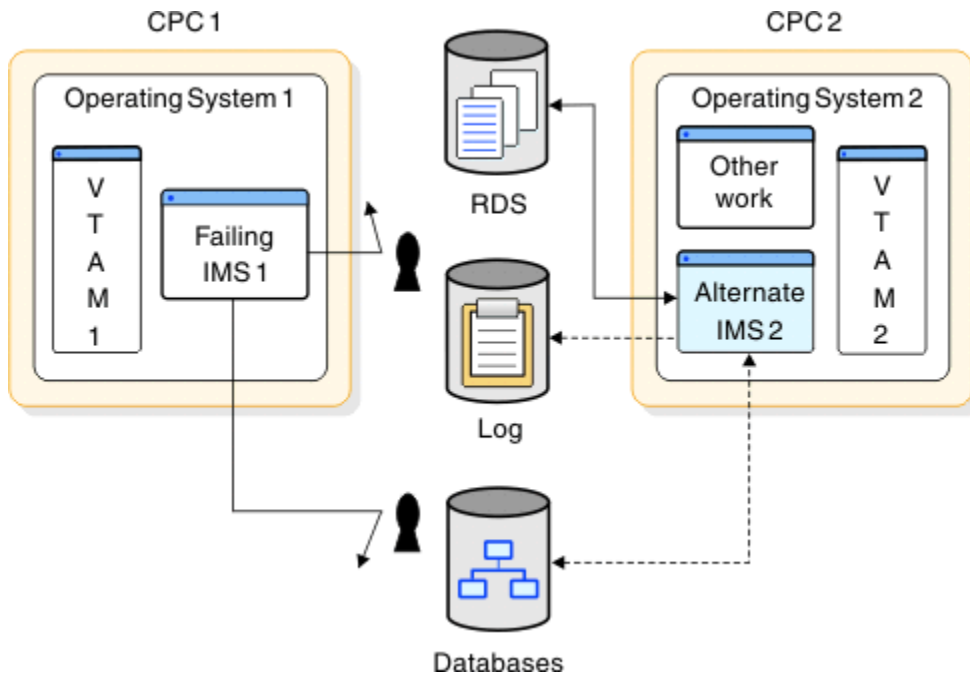 CPC 1
CPC 2
Operating System 1
V
T
A
M
1
Failing
IMS 1
RDS
Log
Databases
Operating System 2
Other
work
Alternate
IMS 2
V
T
A
M
2